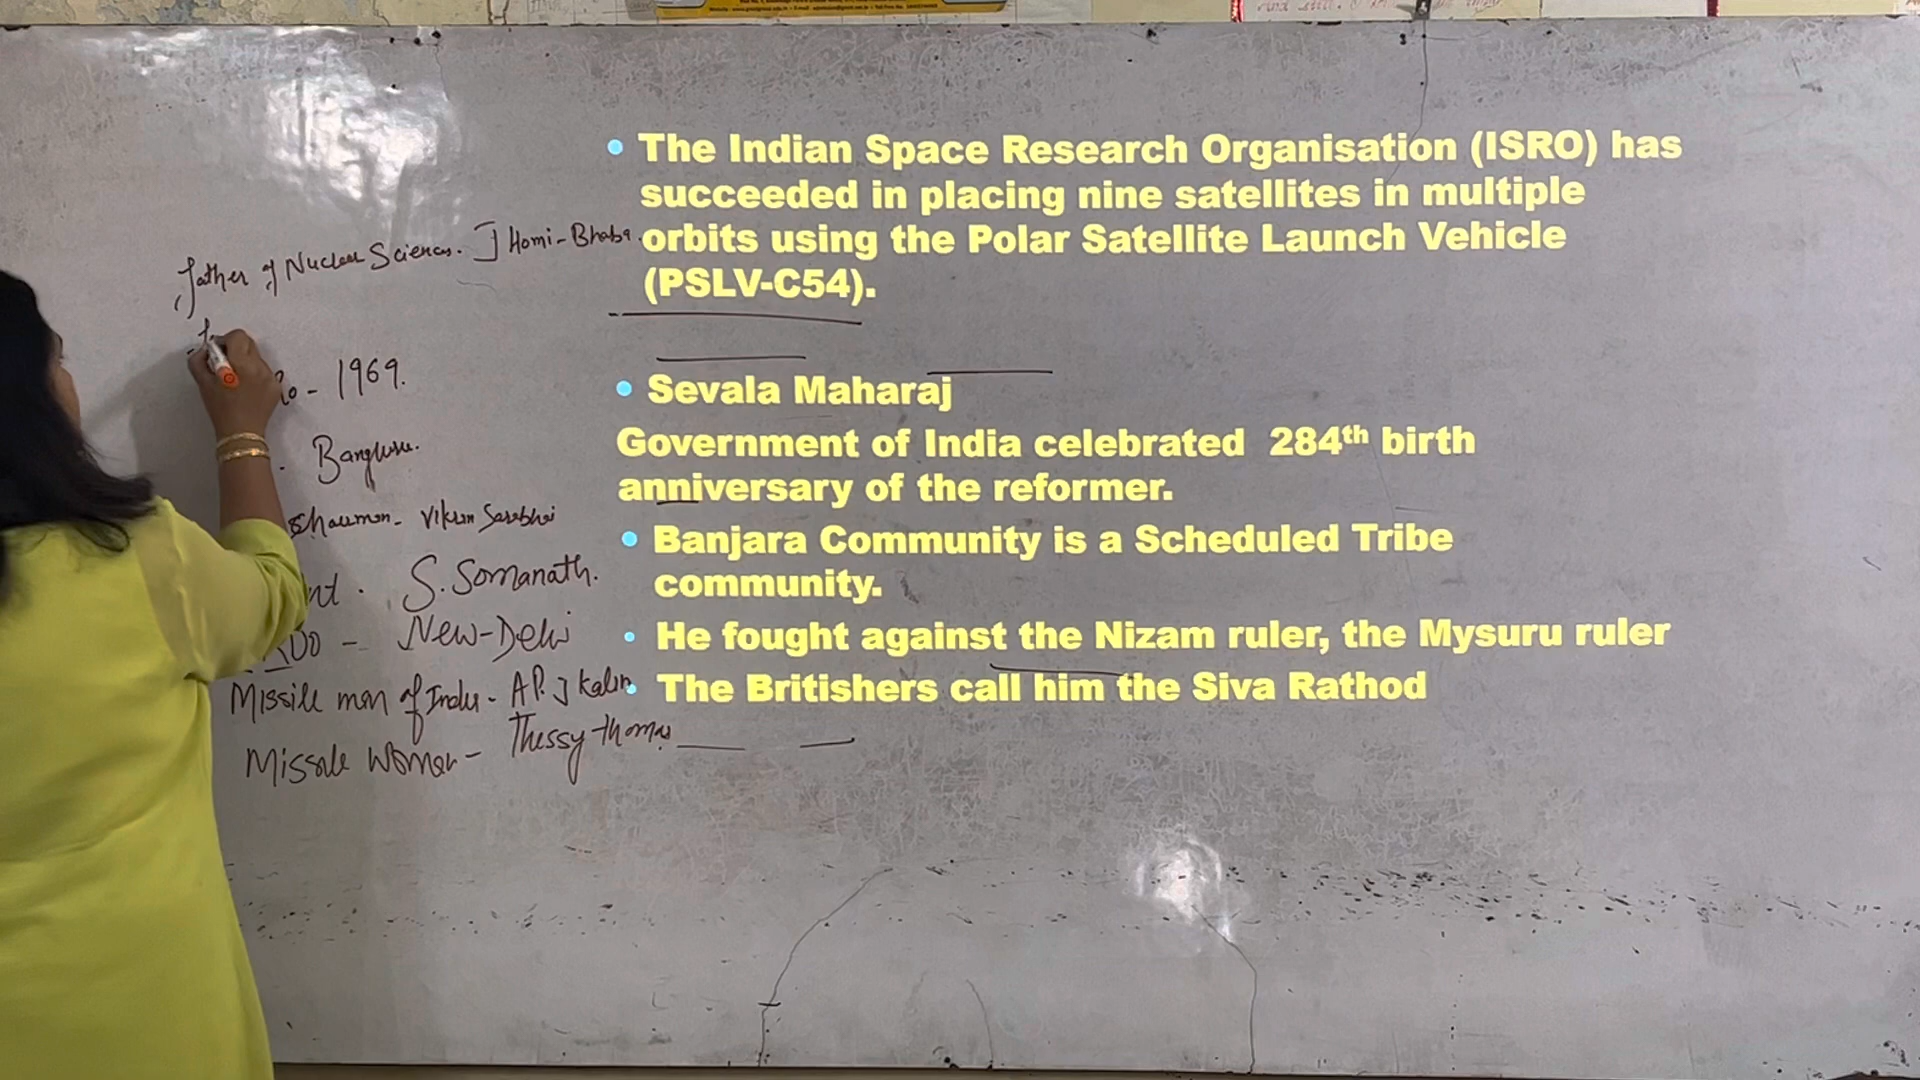 father of Nuclear Sciences. ] Homi-Bhaba.
1969.
Vikram Sarabhai
S. Somanath.
New-Delhi
Missile man of India - A P. J Kalam
Missile Women - Thessy thomas
• The Indian Space Research Organisation (ISRO) has
succeeded in placing nine satellites in multiple
orbits using the Polar Satellite Launch Vehicle
(PSLV-C54).
• Sevala Maharaj
Government of India celebrated 284th birth
anniversary of the reformer.
• Banjara Community is a Scheduled Tribe
community.
• He fought against the Nizam ruler, the Mysuru ruler
• The Britishers call him the Siva Rathod